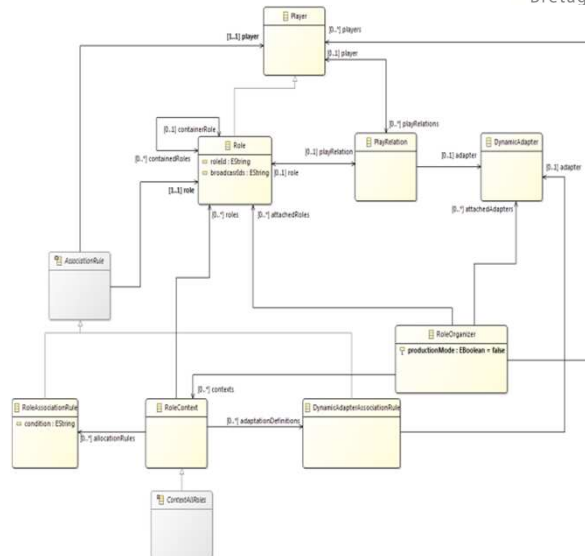 Player
[0..*] players
[1..1] player
[0..1] player
[0..*] playRelations
[0..1] containerRole
[0..*] containedRoles
Role
roleId : EString
broadcastIds : EString
[0..1] playRelation
[0..1] role
PlayRelation
[0..1] adapter
DynamicAdapter
[0..1] adapter
[1..1] role
[0..*] roles
[0..*] attachedRoles
[0..*] attachedAdapters
AssociationRule
RoleOrganizer
productionMode : EBoolean = false
[0..*] contexts
RoleAssociationRule
condition : EString
[0..*] allocationRules
RoleContext
[0..*] adaptationDefinitions
DynamicAdapterAssociationRule
ContextAllRoles